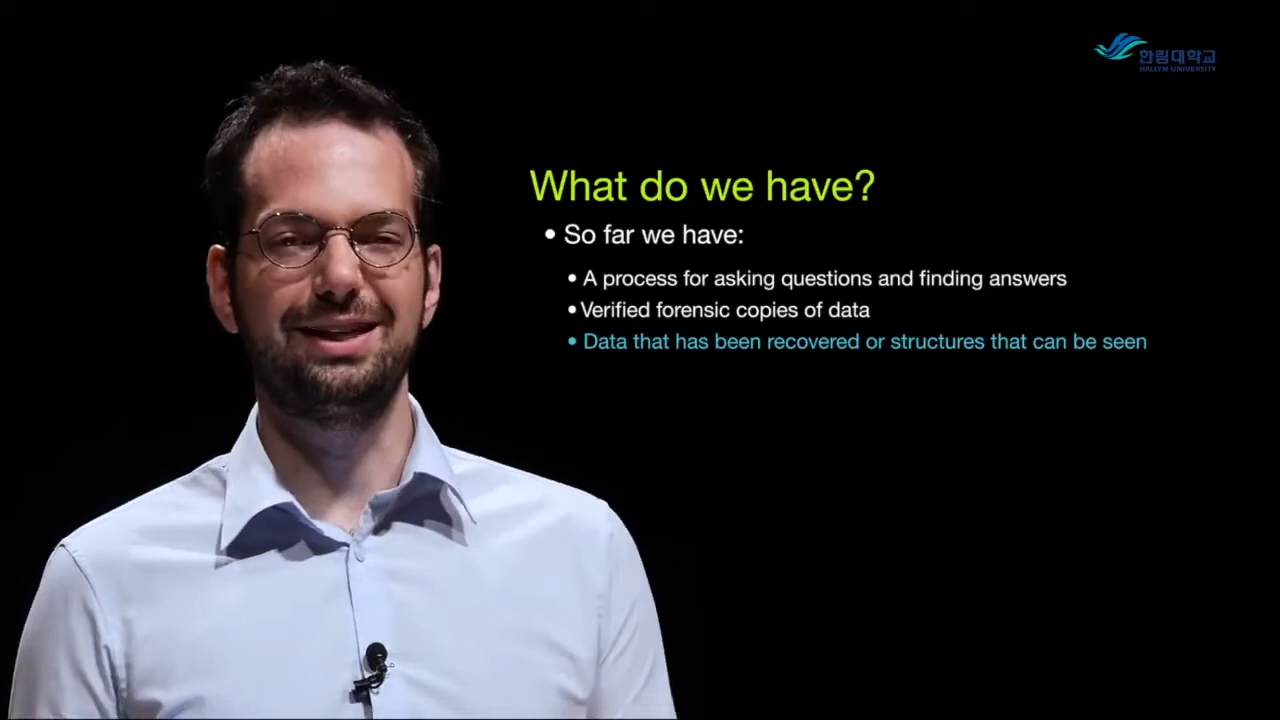 한림대학교
HALLYM UNIVERSITY
What do we have?
• So far we have:
• A process for asking questions and finding answers
• Verified forensic copies of data
• Data that has been recovered or structures that can be seen